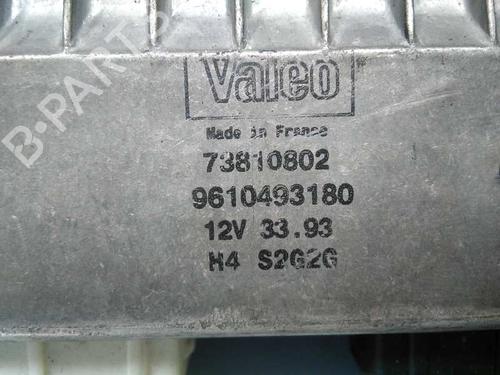 Valeo
Made in France
73810802
9610493180
12V 33.93
H4 S2G2G
B-PARTS